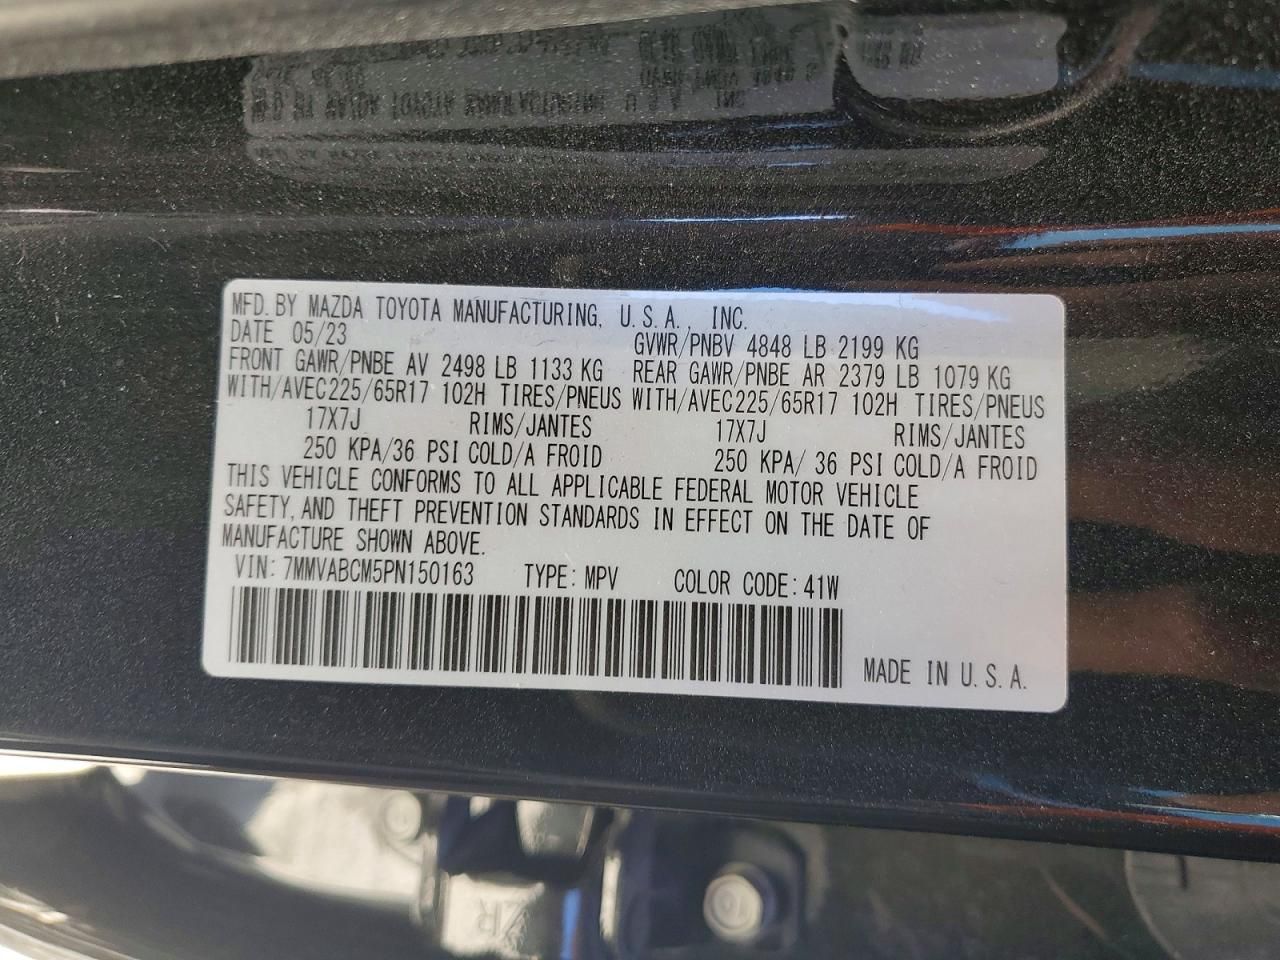 MFD. BY MAZDA TOYOTA MANUFACTURING, U.S.A., INC.
DATE 05/23 GVWR/PNBV 4848 LB 2199 KG
FRONT GAWR/PNBE AV 2498 LB 1133 KG REAR GAWR/PNBE AR 2379 LB 1079 KG
WITH/AVEC225/65R17 102H TIRES/PNEUS WITH/AVEC225/65R17 102H TIRES/PNEUS
17X7J RIMS/JANTES 17X7J RIMS/JANTES
250 KPA/36 PSI COLD/A FROID 250 KPA/ 36 PSI COLD/A FROID
THIS VEHICLE CONFORMS TO ALL APPLICABLE FEDERAL MOTOR VEHICLE
SAFETY, AND THEFT PREVENTION STANDARDS IN EFFECT ON THE DATE OF
MANUFACTURE SHOWN ABOVE.
VIN: 7MMVABCM5PN150163 TYPE: MPV COLOR CODE: 41W
MADE IN U.S.A.